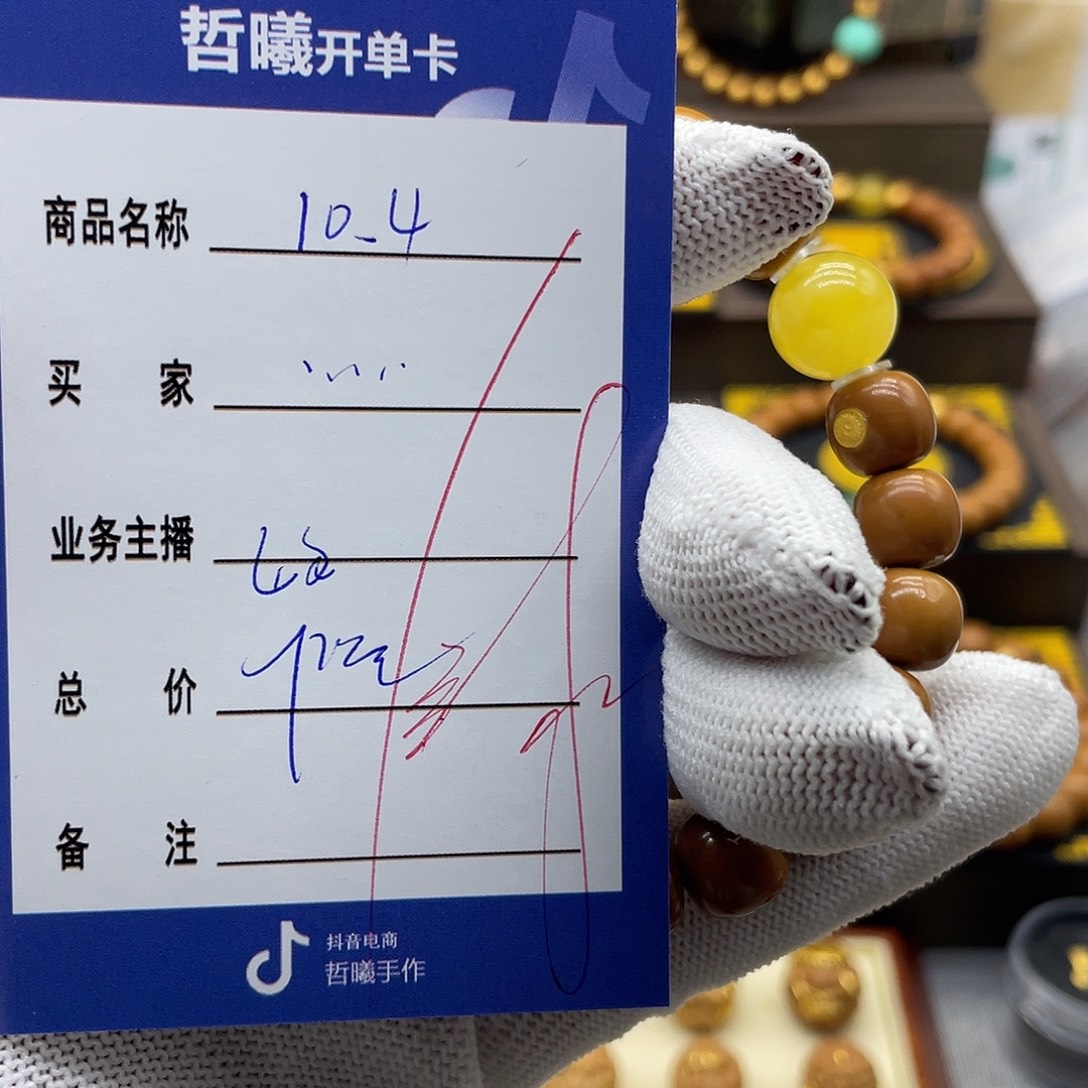 哲曦开单卡
商品名称 10-4
买家
业务主播
总价
备注
抖音电商
哲曦手作